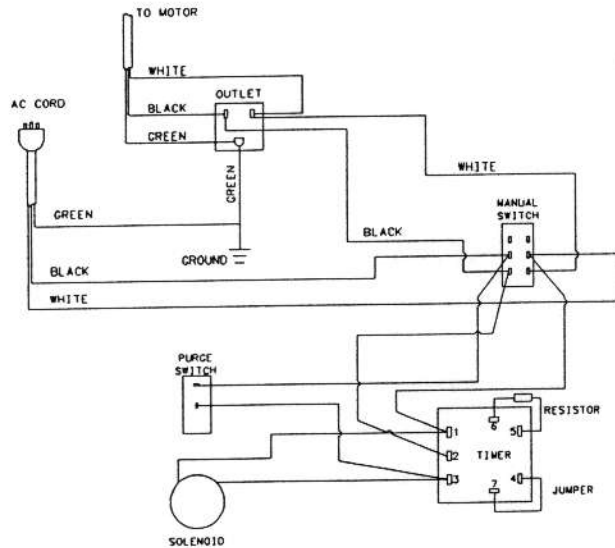 TO MOTOR
WHITE
OUTLET
AC CORD
BLACK
GREEN
WHITE
GREEN
MANUAL
SWITCH
GREEN
BLACK
GROUND
BLACK
WHITE
PURGE
SWITCH
RESISTOR
6
1
5
TIMER
2
3
7
4
JUMPER
SOLENOID